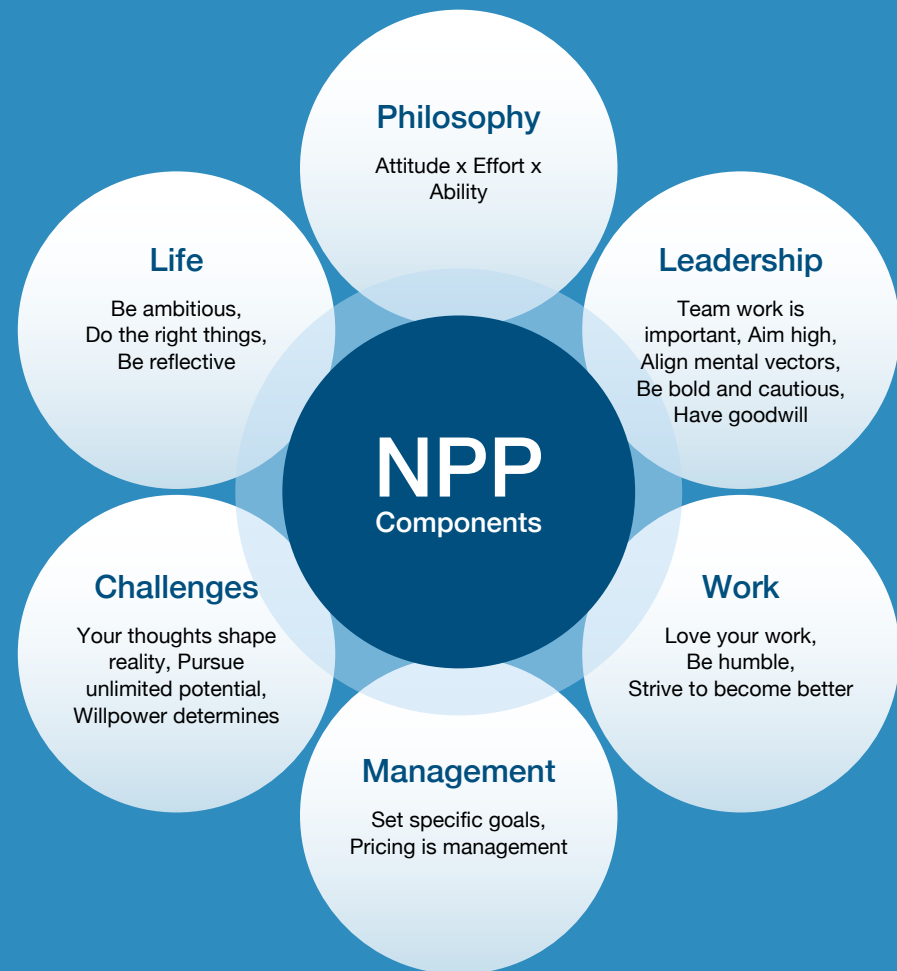 Philosophy
Attitude x Effort x
Ability
Life
Be ambitious,
Do the right things,
Be reflective
Leadership
Team work is
important, Aim high,
Align mental vectors,
Be bold and cautious,
Have goodwill
NPP
Components
Challenges
Your thoughts shape
reality, Pursue
unlimited potential,
Willpower determines
Work
Love your work,
Be humble,
Strive to become better
Management
Set specific goals,
Pricing is management